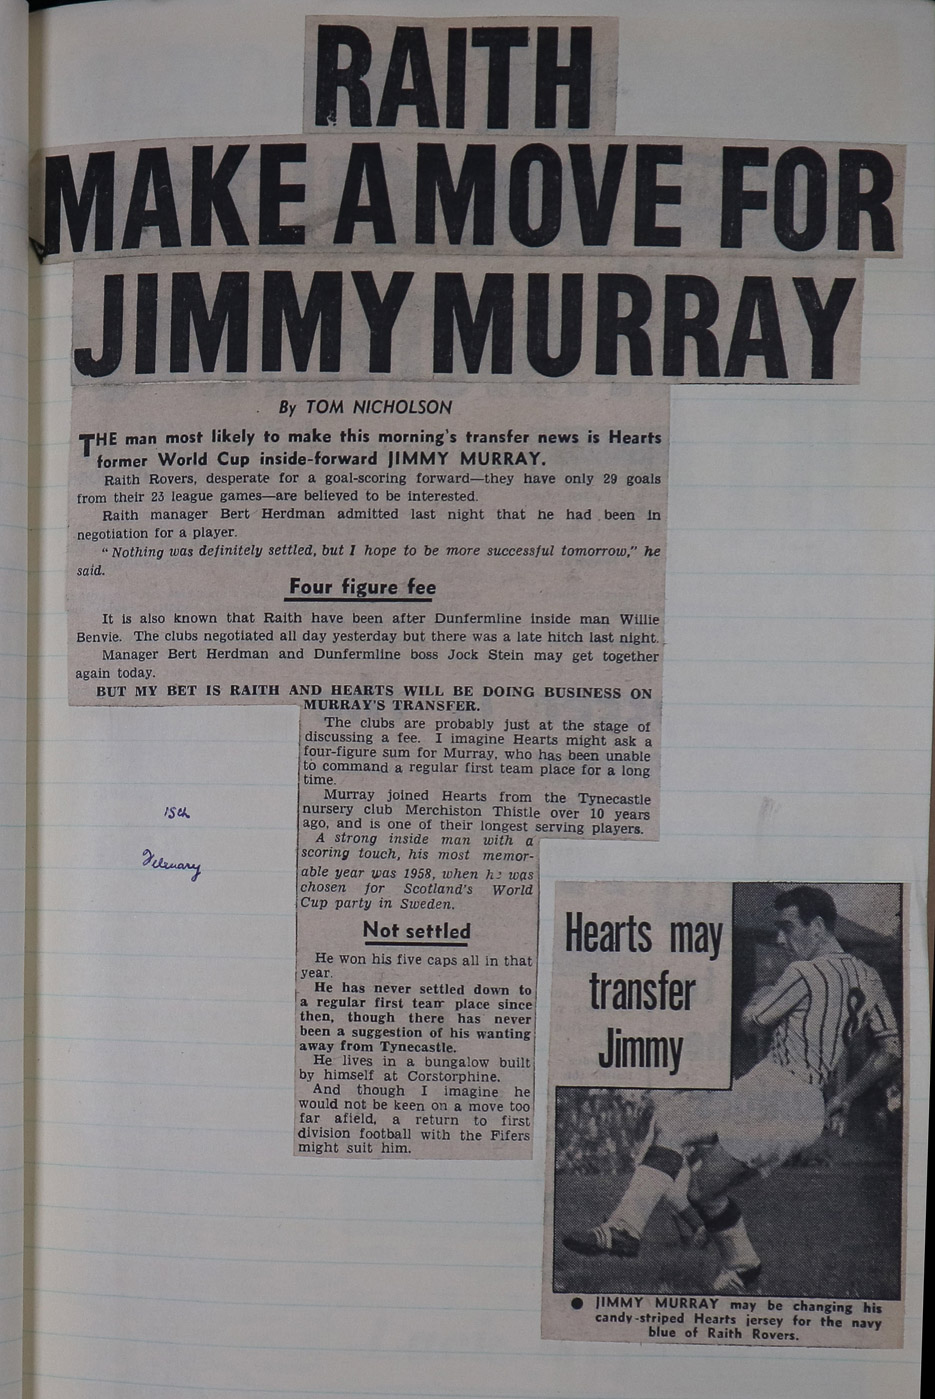 RAITH
MAKE A MOVE FOR
JIMMY MURRAY
By TOM NICHOLSON
THE man most likely to make this morning's transfer news is Hearts
former World Cup inside-forward JIMMY MURRAY.
Raith Rovers, desperate for a goal-scoring forward—they have only 29 goals
from their 23 league games—are believed to be interested.
Raith manager Bert Herdman admitted last night that he had been in
negotiation for a player.
"Nothing was definitely settled, but I hope to be more successful tomorrow," he
said.
Four figure fee
It is also known that Raith have been after Dunfermline inside man Willie
Benvie. The clubs negotiated all day yesterday but there was a late hitch last night.
Manager Bert Herdman and Dunfermline boss Jock Stein may get together
again today.
BUT MY BET IS RAITH AND HEARTS WILL BE DOING BUSINESS ON
MURRAY'S TRANSFER.
The clubs are probably just at the stage of
discussing a fee. I imagine Hearts might ask a
four-figure sum for Murray, who has been unable
to command a regular first team place for a long
time.
Murray joined Hearts from the Tynecastle
nursery club Merchiston Thistle over 10 years
ago, and is one of their longest serving players.
A strong inside man with a
scoring touch, his most memor-
able year was 1958, when he was
chosen for Scotland's World
Cup party in Sweden.
Not settled
He won his five caps all in that
year.
He has never settled down to
a regular first team place since
then, though there has never
been a suggestion of his wanting
away from Tynecastle.
He lives in a bungalow built
by himself at Corstorphine.
And though I imagine he
would not be keen on a move too
far afield, a return to first
division football with the Fifers
might suit him.
15th
February
Hearts may
transfer
Jimmy
8
● JIMMY MURRAY may be changing his
candy-striped Hearts jersey for the navy
blue of Raith Rovers.